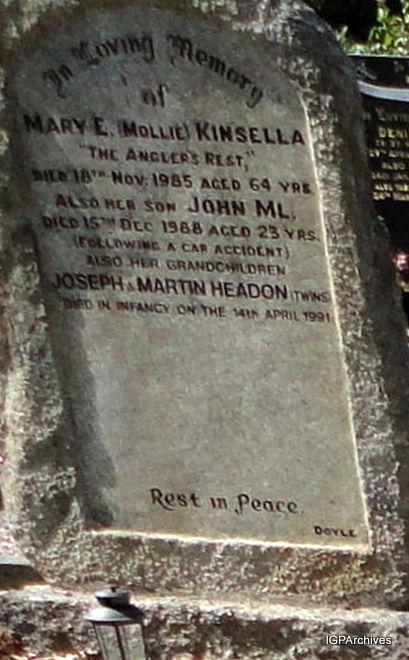 In Loving Memory
of
MARY E. (MOLLIE) KINSELLA
"THE ANGLER'S REST,"
DIED 18TH NOV. 1985 AGED 64 YRS
ALSO HER SON JOHN ML.
DIED 15TH DEC 1988 AGED 23 YRS.
(FOLLOWING A CAR ACCIDENT)
ALSO HER GRANDCHILDREN
JOSEPH & MARTIN HEADON (TWINS
DIED IN INFANCY ON THE 14TH APRIL 1991.
Rest in Peace.
DOYLE
IGPArchives